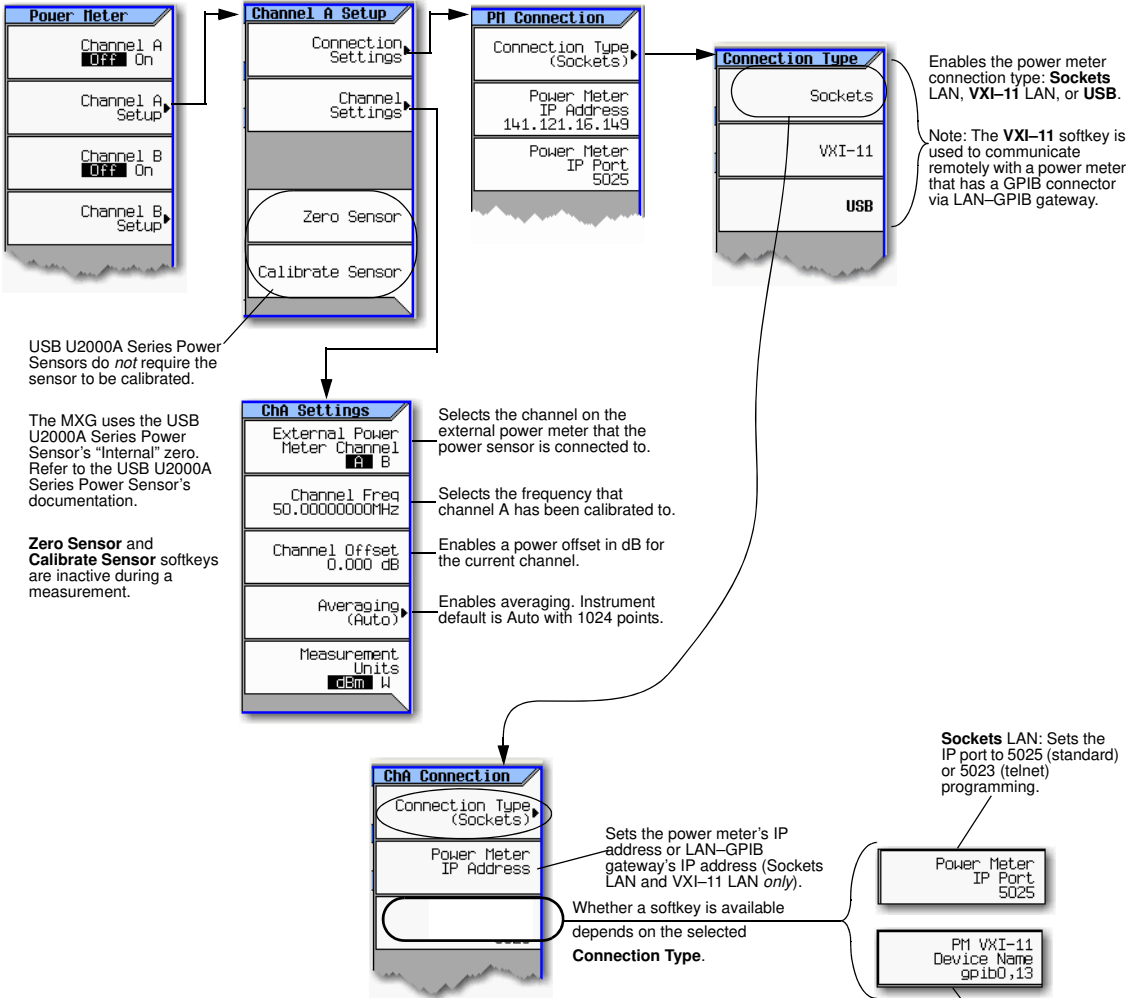 Power Meter
Channel A
Off On
Channel A
Setup
Channel B
Off On
Channel B
Setup
Channel A Setup
Connection
Settings
Channel
Settings
Zero Sensor
Calibrate Sensor
PM Connection
Connection Type
(Sockets)
Power Meter
IP Address
141.121.16.149
Power Meter
IP Port
5025
Connection Type
Sockets
VXI-11
USB
Enables the power meter
connection type: Sockets
LAN, VXI–11 LAN, or USB.
Note: The VXI–11 softkey is
used to communicate
remotely with a power meter
that has a GPIB connector
via LAN–GPIB gateway.
USB U2000A Series Power
Sensors do not require the
sensor to be calibrated.
The MXG uses the USB
U2000A Series Power
Sensor's “Internal” zero.
Refer to the USB U2000A
Series Power Sensor's
documentation.
Zero Sensor and
Calibrate Sensor softkeys
are inactive during a
measurement.
ChA Settings
External Power
Meter Channel
A B
Channel Freq
50.00000000MHz
Channel Offset
0.000 dB
Averaging
(Auto)
Measurement
Units
dBm W
Selects the channel on the
external power meter that the
power sensor is connected to.
Selects the frequency that
channel A has been calibrated to.
Enables a power offset in dB for
the current channel.
Enables averaging. Instrument
default is Auto with 1024 points.
ChA Connection
Connection Type
(Sockets)
Power Meter
IP Address
Sets the power meter's IP
address or LAN–GPIB
gateway's IP address (Sockets
LAN and VXI–11 LAN only).
Whether a softkey is available
depends on the selected
Connection Type.
Sockets LAN: Sets the
IP port to 5025 (standard)
or 5023 (telnet)
programming.
Power Meter
IP Port
5025
PM VXI-11
Device Name
gpib0,13